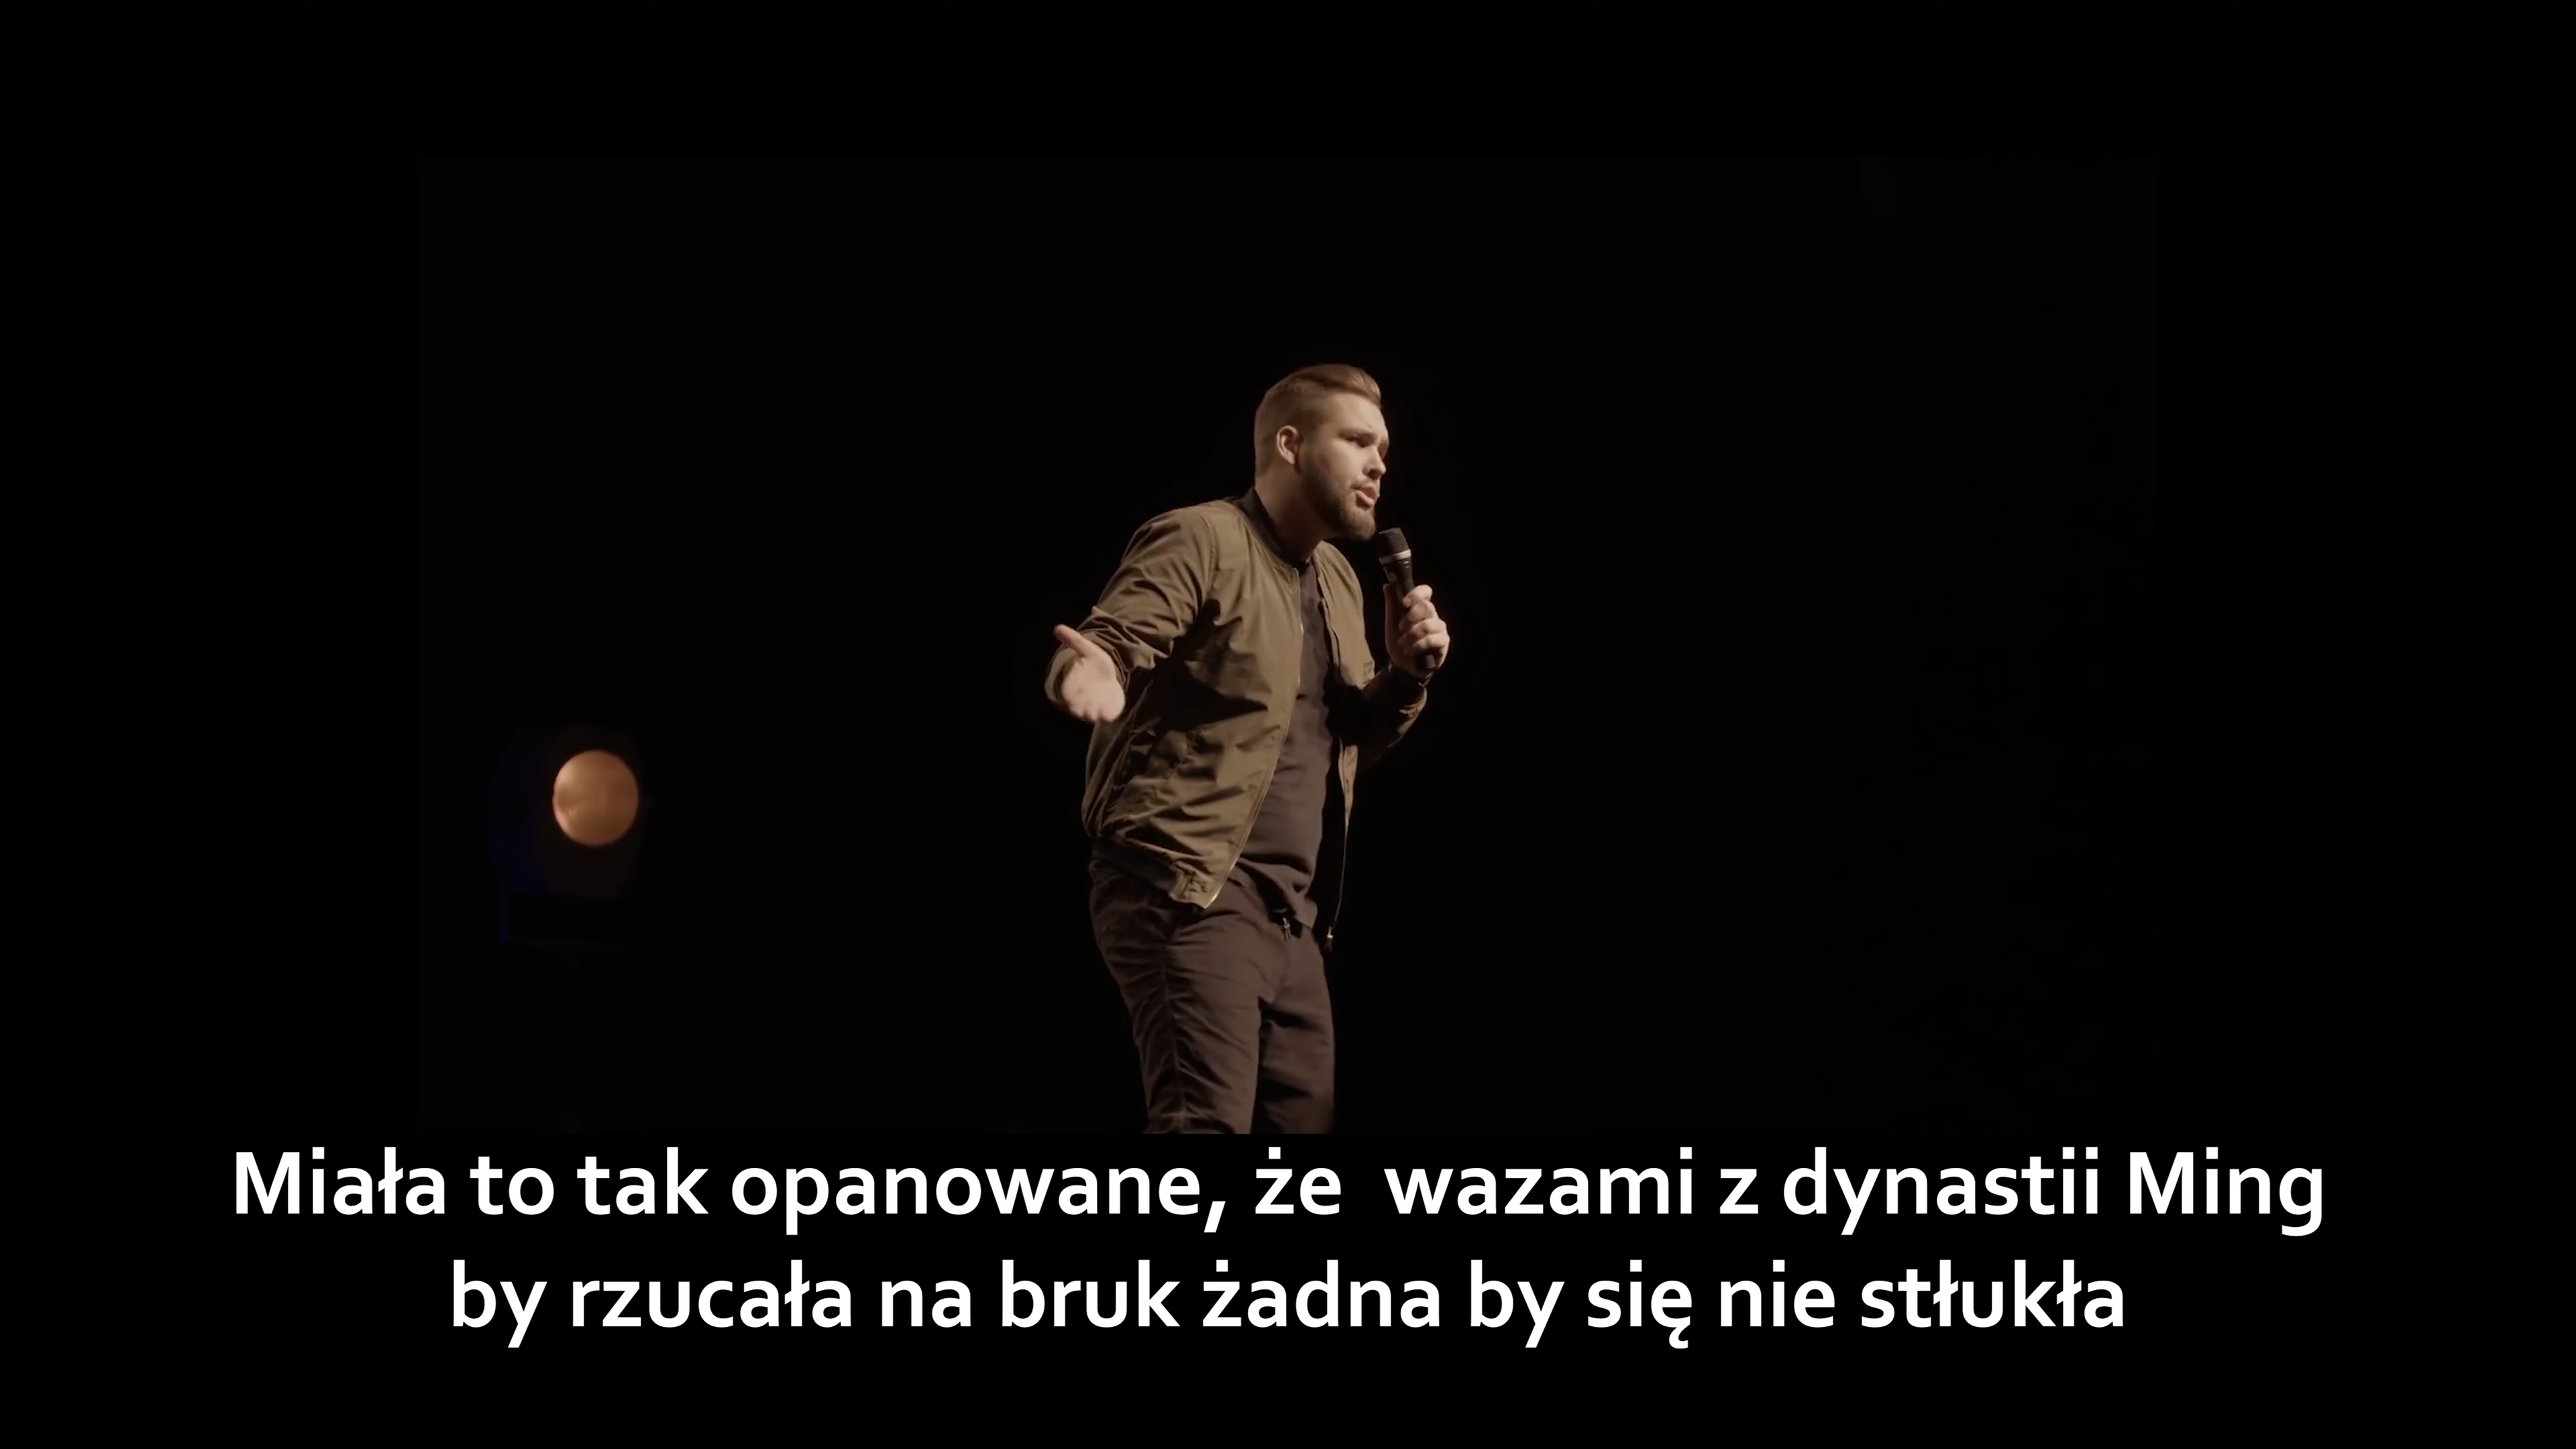 Miała to tak opanowane, że  wazami z dynastii Ming
by rzucała na bruk żadna by się nie stłukła